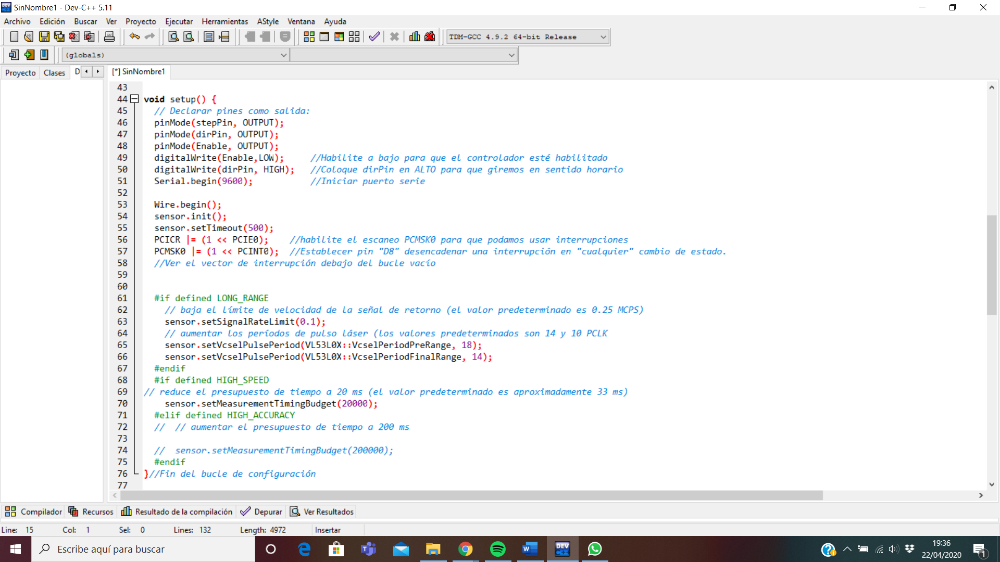 SinNombre1 - Dev-C++ 5.11
Archivo Edición Buscar Ver Proyecto Ejecutar Herramientas AStyle Ventana Ayuda
TDM-GCC 4.9.2 64-bit Release
(globals)
Proyecto Clases D [*] SinNombre1
43
44 void setup() {
45 // Declarar pines como salida:
46 pinMode(stepPin, OUTPUT);
47 pinMode(dirPin, OUTPUT);
48 pinMode(Enable, OUTPUT);
49 digitalWrite(Enable,LOW); //Habilite a bajo para que el controlador esté habilitado
50 digitalWrite(dirPin, HIGH); //Coloque dirPin en ALTO para que giremos en sentido horario
51 Serial.begin(9600); //Iniciar puerto serie
52
53 Wire.begin();
54 sensor.init();
55 sensor.setTimeout(500);
56 PCICR |= (1 << PCIE0); //habilite el escaneo PCMSK0 para que podamos usar interrupciones
57 PCMSK0 |= (1 << PCINT0); //Establecer pin "D8" desencadenar una interrupción en "cualquier" cambio de estado.
58 //Ver el vector de interrupción debajo del bucle vacío
59
60
61 #if defined LONG_RANGE
62 // baja el límite de velocidad de la señal de retorno (el valor predeterminado es 0.25 MCPS)
63 sensor.setSignalRateLimit(0.1);
64 // aumentar los períodos de pulso láser (los valores predeterminados son 14 y 10 PCLK
65 sensor.setVcselPulsePeriod(VL53L0X::VcselPeriodPreRange, 18);
66 sensor.setVcselPulsePeriod(VL53L0X::VcselPeriodFinalRange, 14);
67 #endif
68 #if defined HIGH_SPEED
69 // reduce el presupuesto de tiempo a 20 ms (el valor predeterminado es aproximadamente 33 ms)
70 sensor.setMeasurementTimingBudget(20000);
71 #elif defined HIGH_ACCURACY
72 // // aumentar el presupuesto de tiempo a 200 ms
73
74 // sensor.setMeasurementTimingBudget(200000);
75 #endif
76 }//Fin del bucle de configuración
77
Compilador Recursos Resultado de la compilación Depurar Ver Resultados
Line: 15 Col: 1 Sel: 0 Lines: 132 Length: 4972 Insertar
Escribe aquí para buscar
DEV C++
19:36
22/04/2020
1